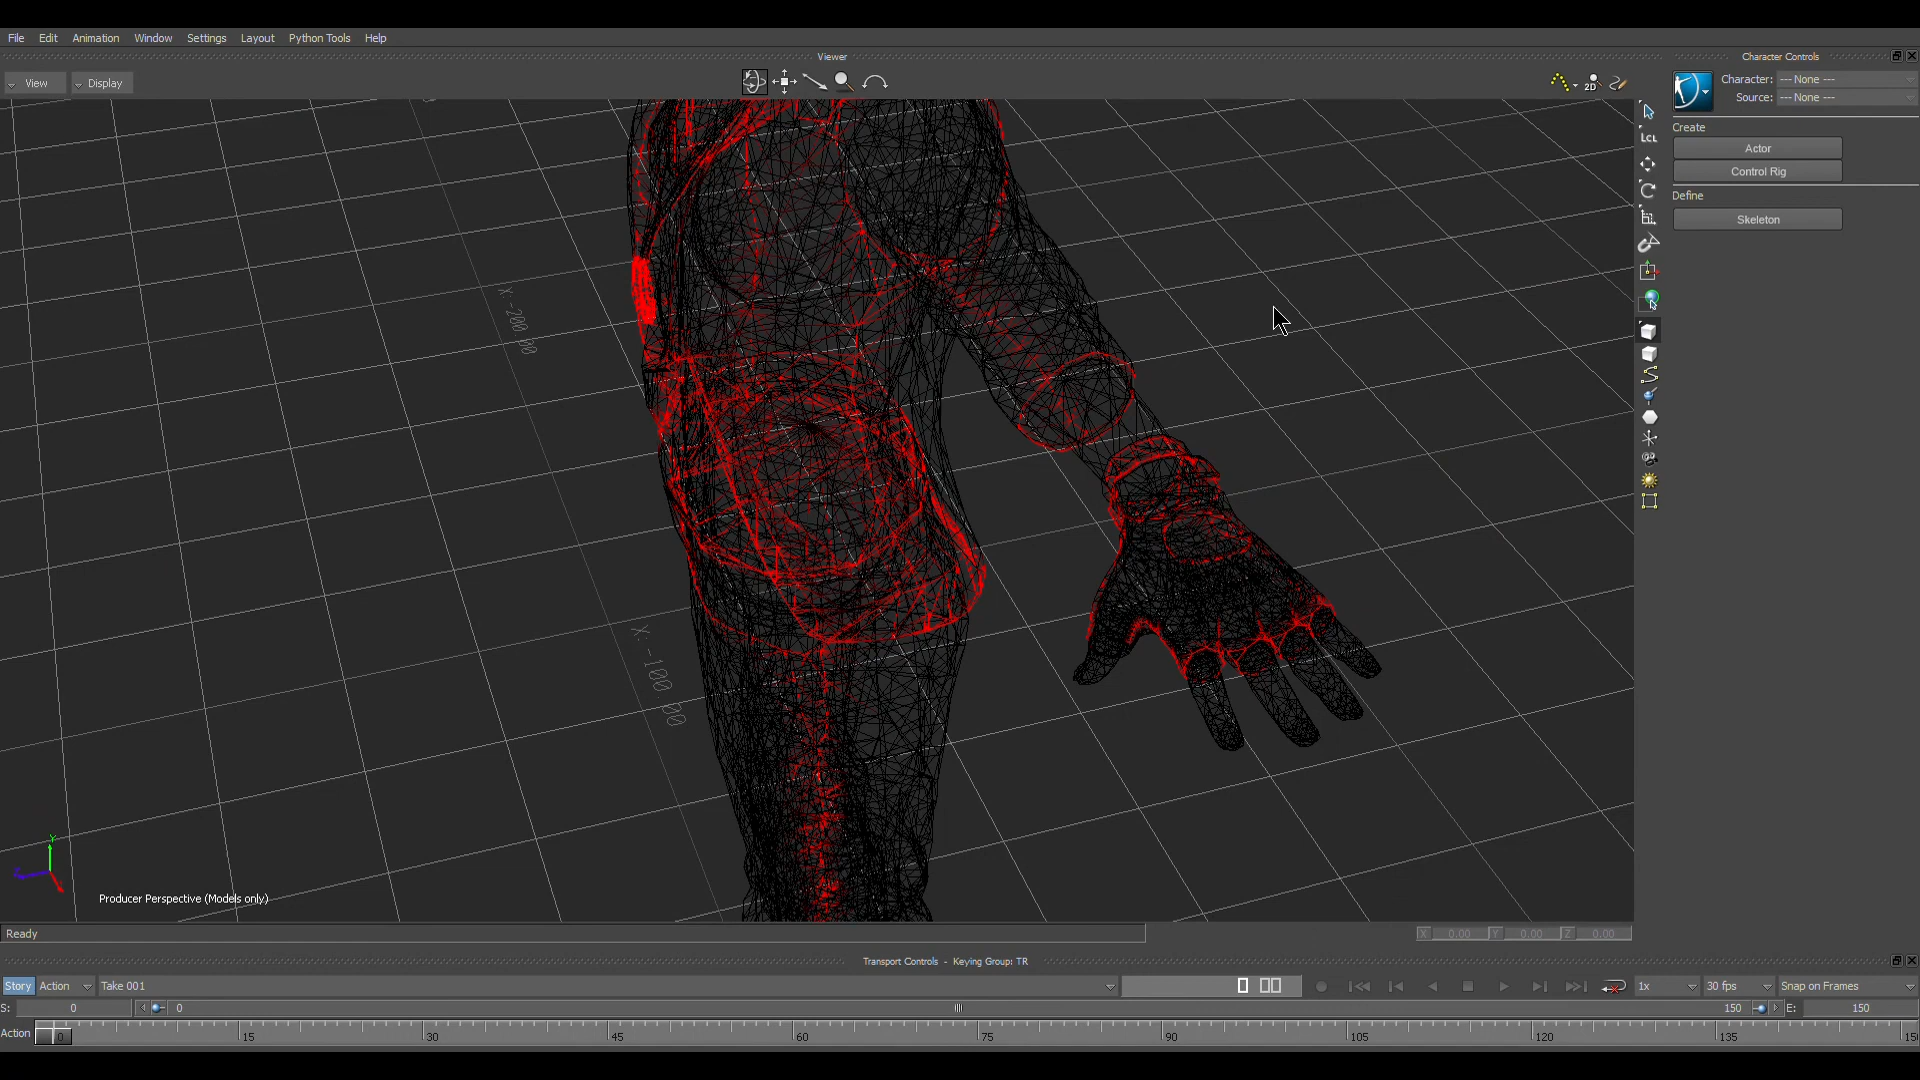 File Edit Animation Window Settings Layout Python Tools Help
Viewer
Character Controls
View Display
2D
Character: --- None ---
Source: --- None ---
LCL
Create
Actor
Control Rig
Define
Skeleton
X: -200.00
X: -100.00
Y
Producer Perspective (Models only)
Ready
X 0.00 Y 0.00 Z 0.00
Transport Controls - Keying Group: TR
Story Action Take 001 1x 30 fps Snap on Frames
S: 0 0 150 E: 150
Action 0 15 30 45 60 75 90 105 120 135 150